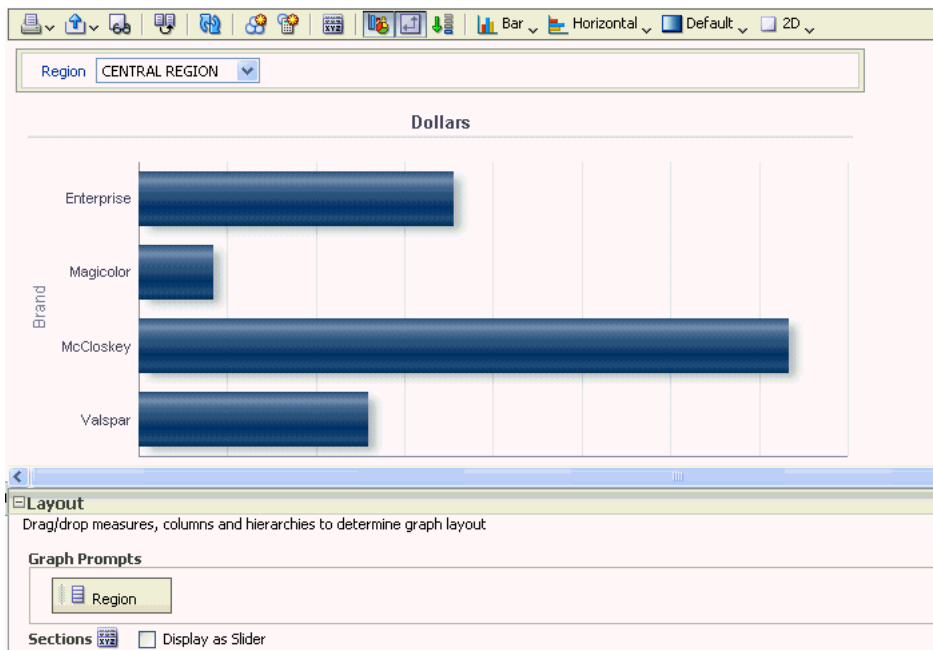 Bar Horizontal Default 2D
Region CENTRAL REGION
Dollars
Brand
Enterprise
Magicolor
McCloskey
Valspar
Layout
Drag/drop measures, columns and hierarchies to determine graph layout
Graph Prompts
Region
Sections Display as Slider